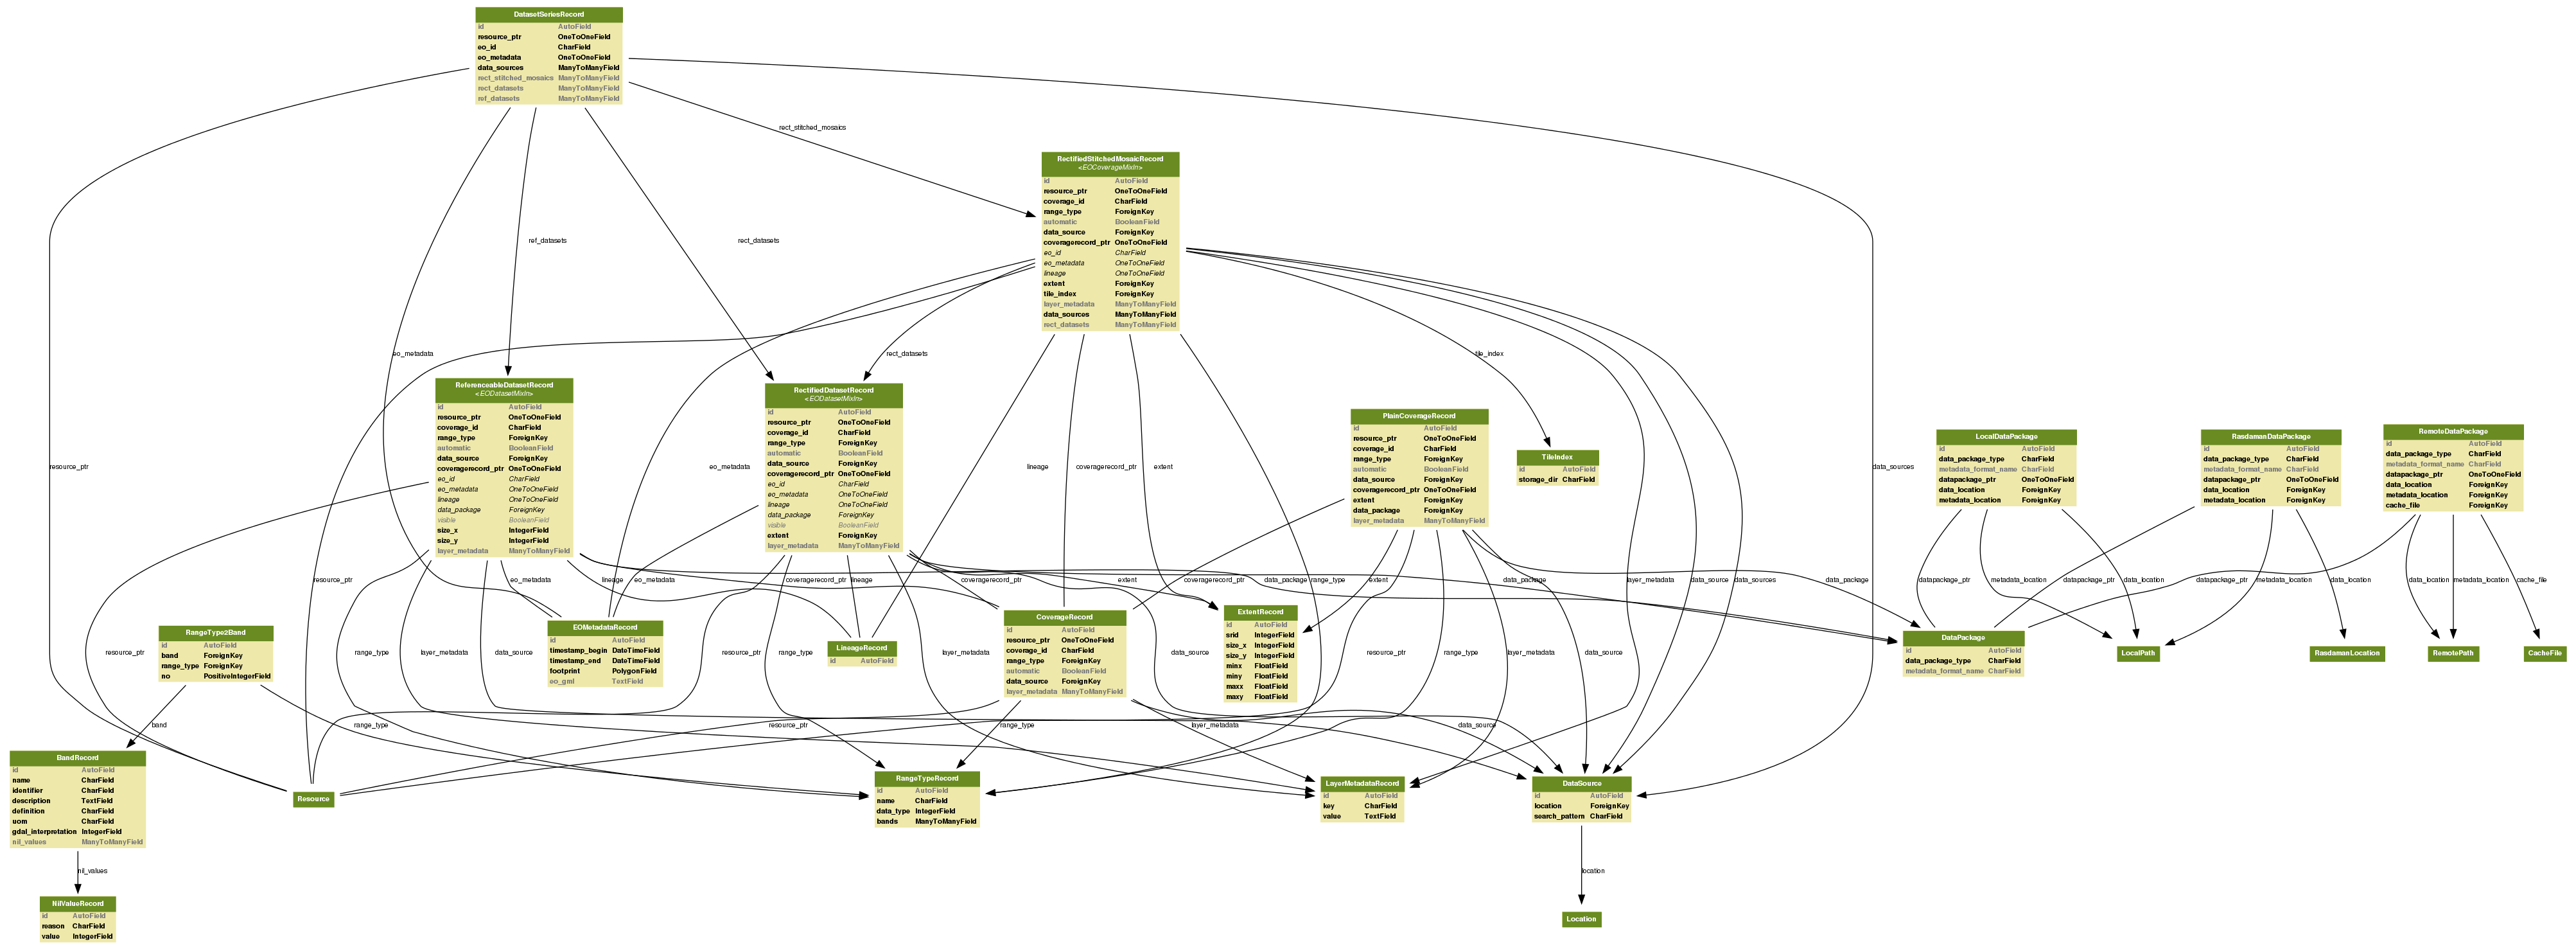 DatasetSeriesRecord
id AutoField
resource_ptr OneToOneField
eo_id CharField
eo_metadata OneToOneField
data_sources ManyToManyField
rect_stitched_mosaics ManyToManyField
rect_datasets ManyToManyField
ref_datasets ManyToManyField
rect_stitched_mosaics
RectifiedStitchedMosaicRecord
<EOCoverageMixIn>
id AutoField
resource_ptr OneToOneField
coverage_id CharField
range_type ForeignKey
automatic BooleanField
data_source ForeignKey
coveragerecord_ptr OneToOneField
eo_id CharField
eo_metadata OneToOneField
lineage OneToOneField
extent ForeignKey
tile_index ForeignKey
layer_metadata ManyToManyField
data_sources ManyToManyField
rect_datasets ManyToManyField
ref_datasets
rect_datasets
eo_metadata
rect_datasets
tile_index
ReferenceableDatasetRecord
<EODatasetMixIn>
id AutoField
resource_ptr OneToOneField
coverage_id CharField
range_type ForeignKey
automatic BooleanField
data_source ForeignKey
coveragerecord_ptr OneToOneField
eo_id CharField
eo_metadata OneToOneField
lineage OneToOneField
data_package ForeignKey
visible BooleanField
size_x IntegerField
size_y IntegerField
layer_metadata ManyToManyField
RectifiedDatasetRecord
<EODatasetMixIn>
id AutoField
resource_ptr OneToOneField
coverage_id CharField
range_type ForeignKey
automatic BooleanField
data_source ForeignKey
coveragerecord_ptr OneToOneField
eo_id CharField
eo_metadata OneToOneField
lineage OneToOneField
data_package ForeignKey
visible BooleanField
extent ForeignKey
layer_metadata ManyToManyField
PlainCoverageRecord
id AutoField
resource_ptr OneToOneField
coverage_id CharField
range_type ForeignKey
automatic BooleanField
data_source ForeignKey
coveragerecord_ptr OneToOneField
extent ForeignKey
data_package ForeignKey
layer_metadata ManyToManyField
TileIndex
id AutoField
storage_dir CharField
LocalDataPackage
id AutoField
data_package_type CharField
metadata_format_name CharField
datapackage_ptr OneToOneField
data_location ForeignKey
metadata_location ForeignKey
RasdamanDataPackage
id AutoField
data_package_type CharField
metadata_format_name CharField
datapackage_ptr OneToOneField
data_location ForeignKey
metadata_location ForeignKey
RemoteDataPackage
id AutoField
data_package_type CharField
metadata_format_name CharField
datapackage_ptr OneToOneField
data_location ForeignKey
metadata_location ForeignKey
cache_file ForeignKey
resource_ptr
eo_metadata
lineage
coveragerecord_ptr
extent
data_sources
resource_ptr
eo_metadata
lineage
eo_metadata
coveragerecord_ptr
lineage
coveragerecord_ptr
extent
coveragerecord_ptr
data_package
range_type
extent
data_package
layer_metadata
data_source
data_sources
data_package
datapackage_ptr
metadata_location
datapackage_ptr
data_location
datapackage_ptr
metadata_location
data_location
data_location
metadata_location
cache_file
RangeType2Band
id AutoField
band ForeignKey
range_type ForeignKey
no PositiveIntegerField
EOMetadataRecord
id AutoField
timestamp_begin DateTimeField
timestamp_end DateTimeField
footprint PolygonField
eo_gml TextField
LineageRecord
id AutoField
CoverageRecord
id AutoField
resource_ptr OneToOneField
coverage_id CharField
range_type ForeignKey
automatic BooleanField
data_source ForeignKey
layer_metadata ManyToManyField
ExtentRecord
id AutoField
srid IntegerField
size_x IntegerField
size_y IntegerField
minx FloatField
miny FloatField
maxx FloatField
maxy FloatField
DataPackage
id AutoField
data_package_type CharField
metadata_format_name CharField
LocalPath
RasdamanLocation
RemotePath
CacheFile
resource_ptr
range_type
layer_metadata
data_source
resource_ptr
range_type
layer_metadata
data_source
resource_ptr
range_type
layer_metadata
data_source
band
range_type
resource_ptr
range_type
layer_metadata
data_source
BandRecord
id AutoField
name CharField
identifier CharField
description TextField
definition CharField
uom CharField
gdal_interpretation IntegerField
nil_values ManyToManyField
Resource
RangeTypeRecord
id AutoField
name CharField
data_type IntegerField
bands ManyToManyField
LayerMetadataRecord
id AutoField
key CharField
value TextField
DataSource
id AutoField
location ForeignKey
search_pattern CharField
nil_values
location
NilValueRecord
id AutoField
reason CharField
value IntegerField
Location